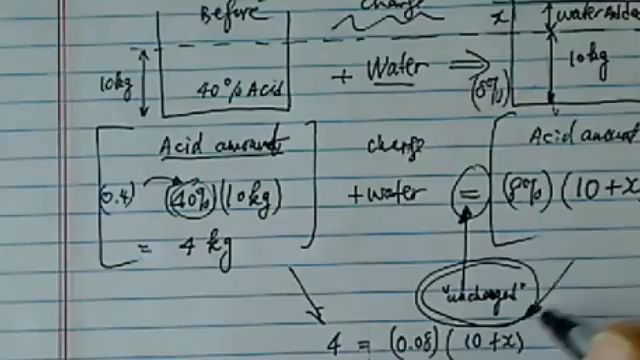 Before Change x water added
10kg 40% Acid + Water ⇒ (8%) 10kg
Acid amount change Acid amount
(0.4) (40%)(10kg) + water = (8%)(10+x
= 4 kg
"unchanged"
4 = (0.08)(10+x)